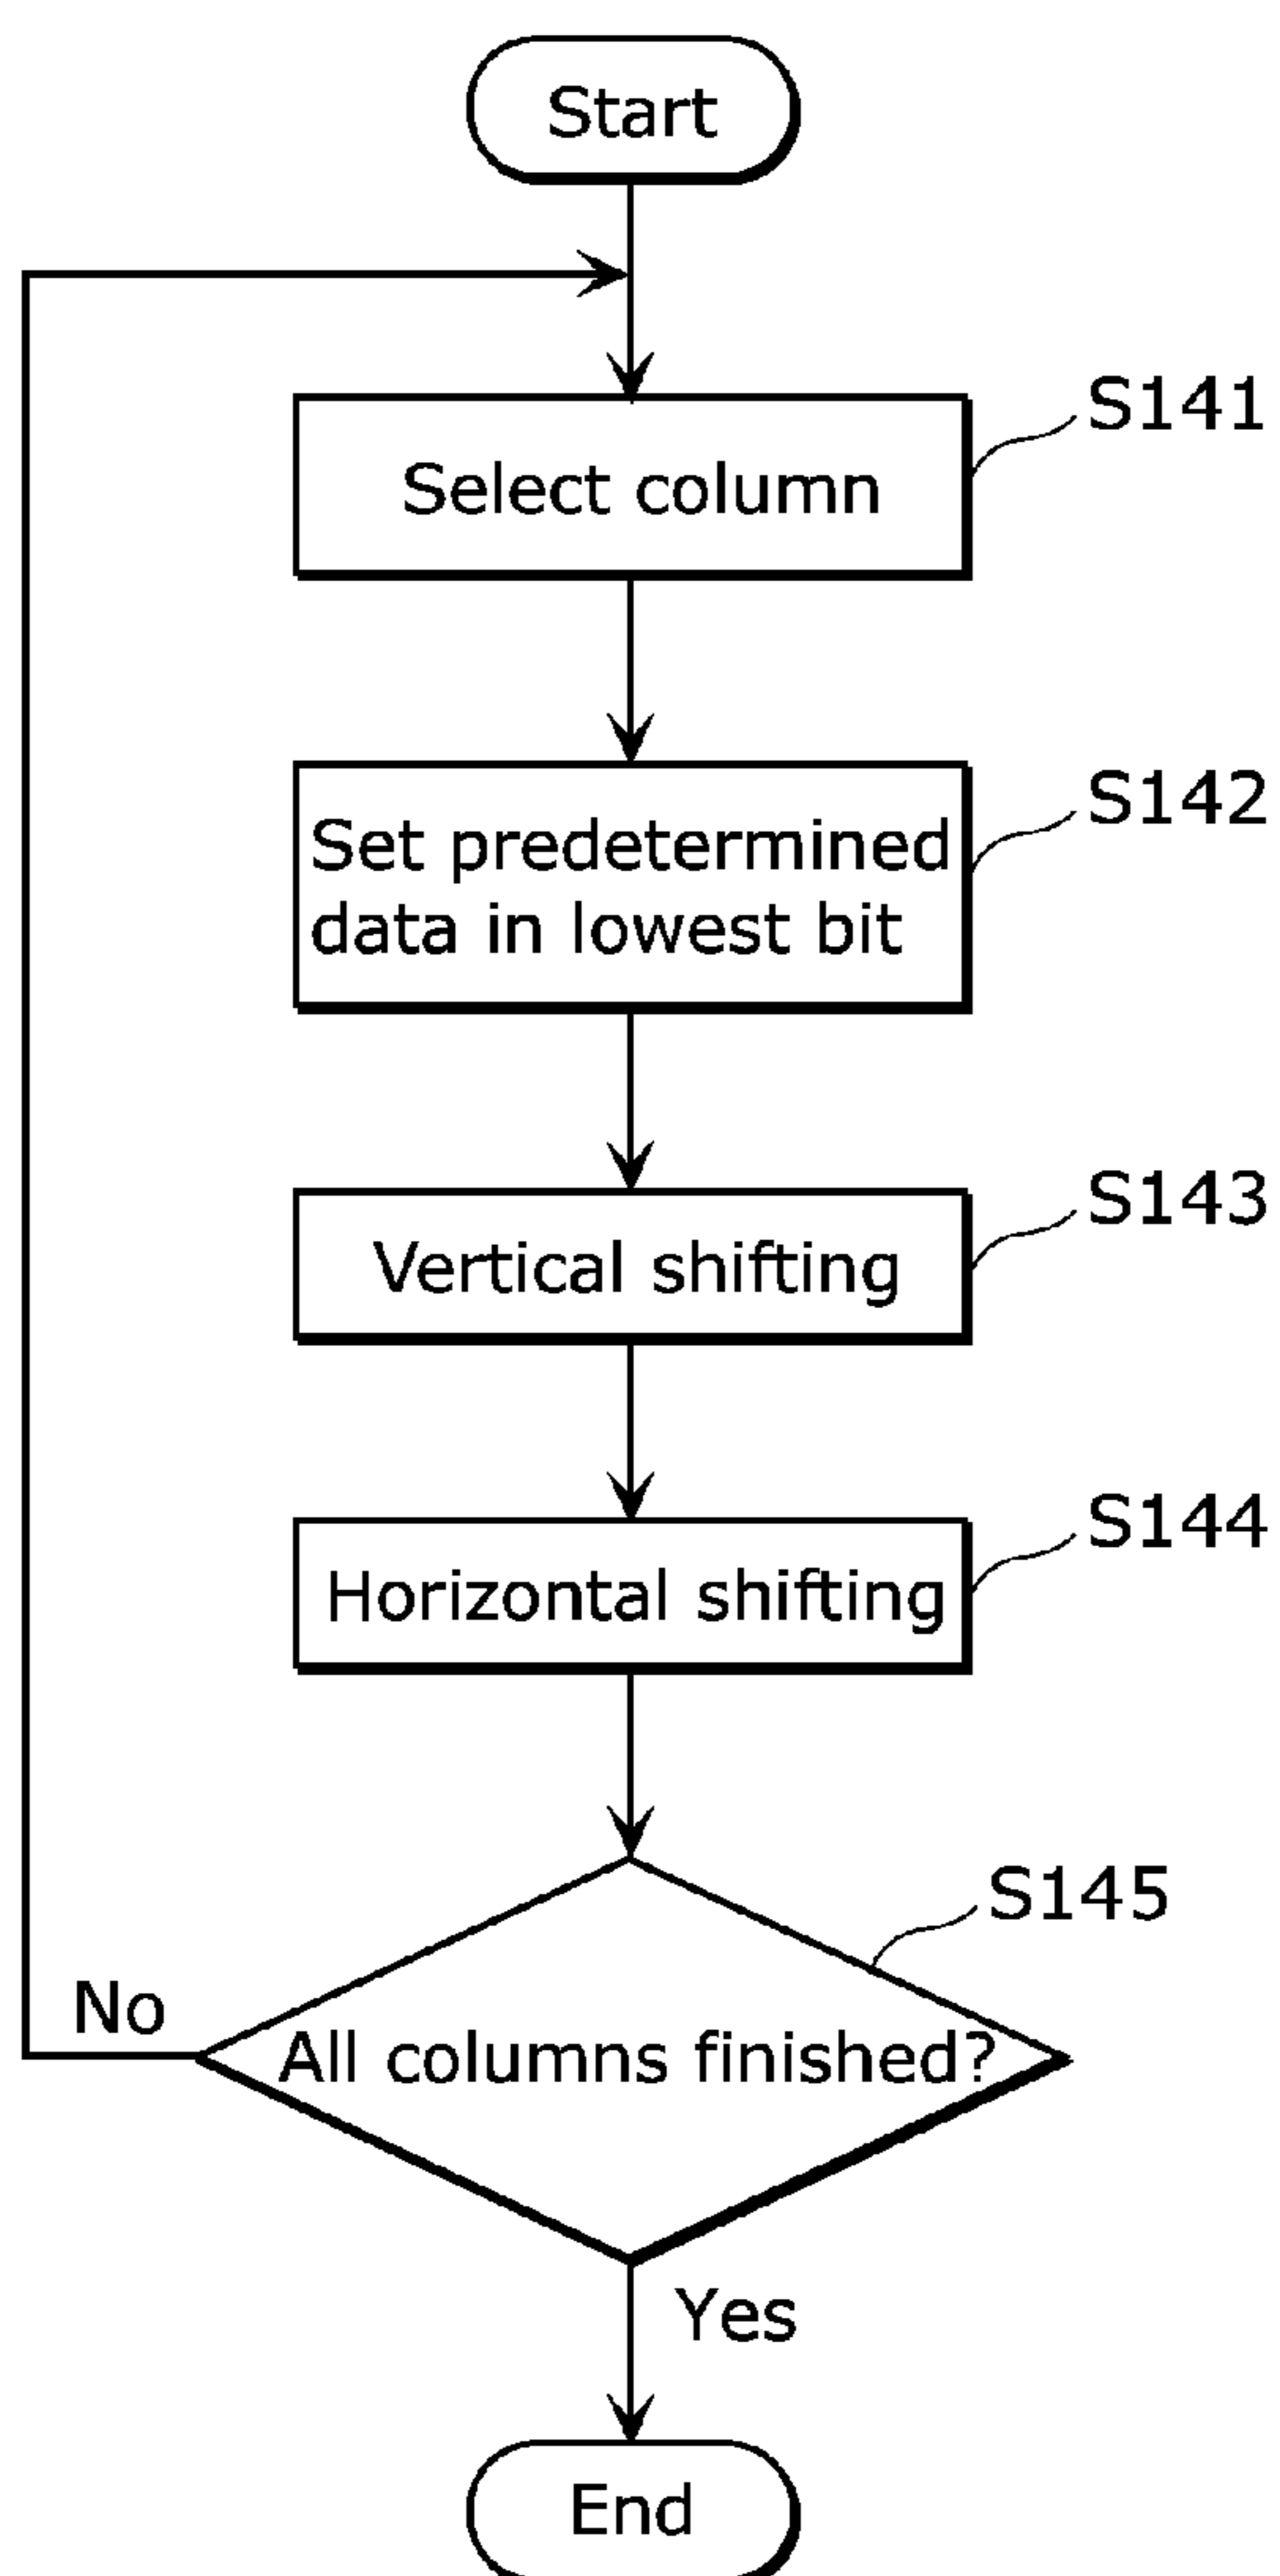 Start
S141
Select column
S142
Set predetermined
data in lowest bit
S143
Vertical shifting
S144
Horizontal shifting
S145
No
All columns finished?
Yes
End